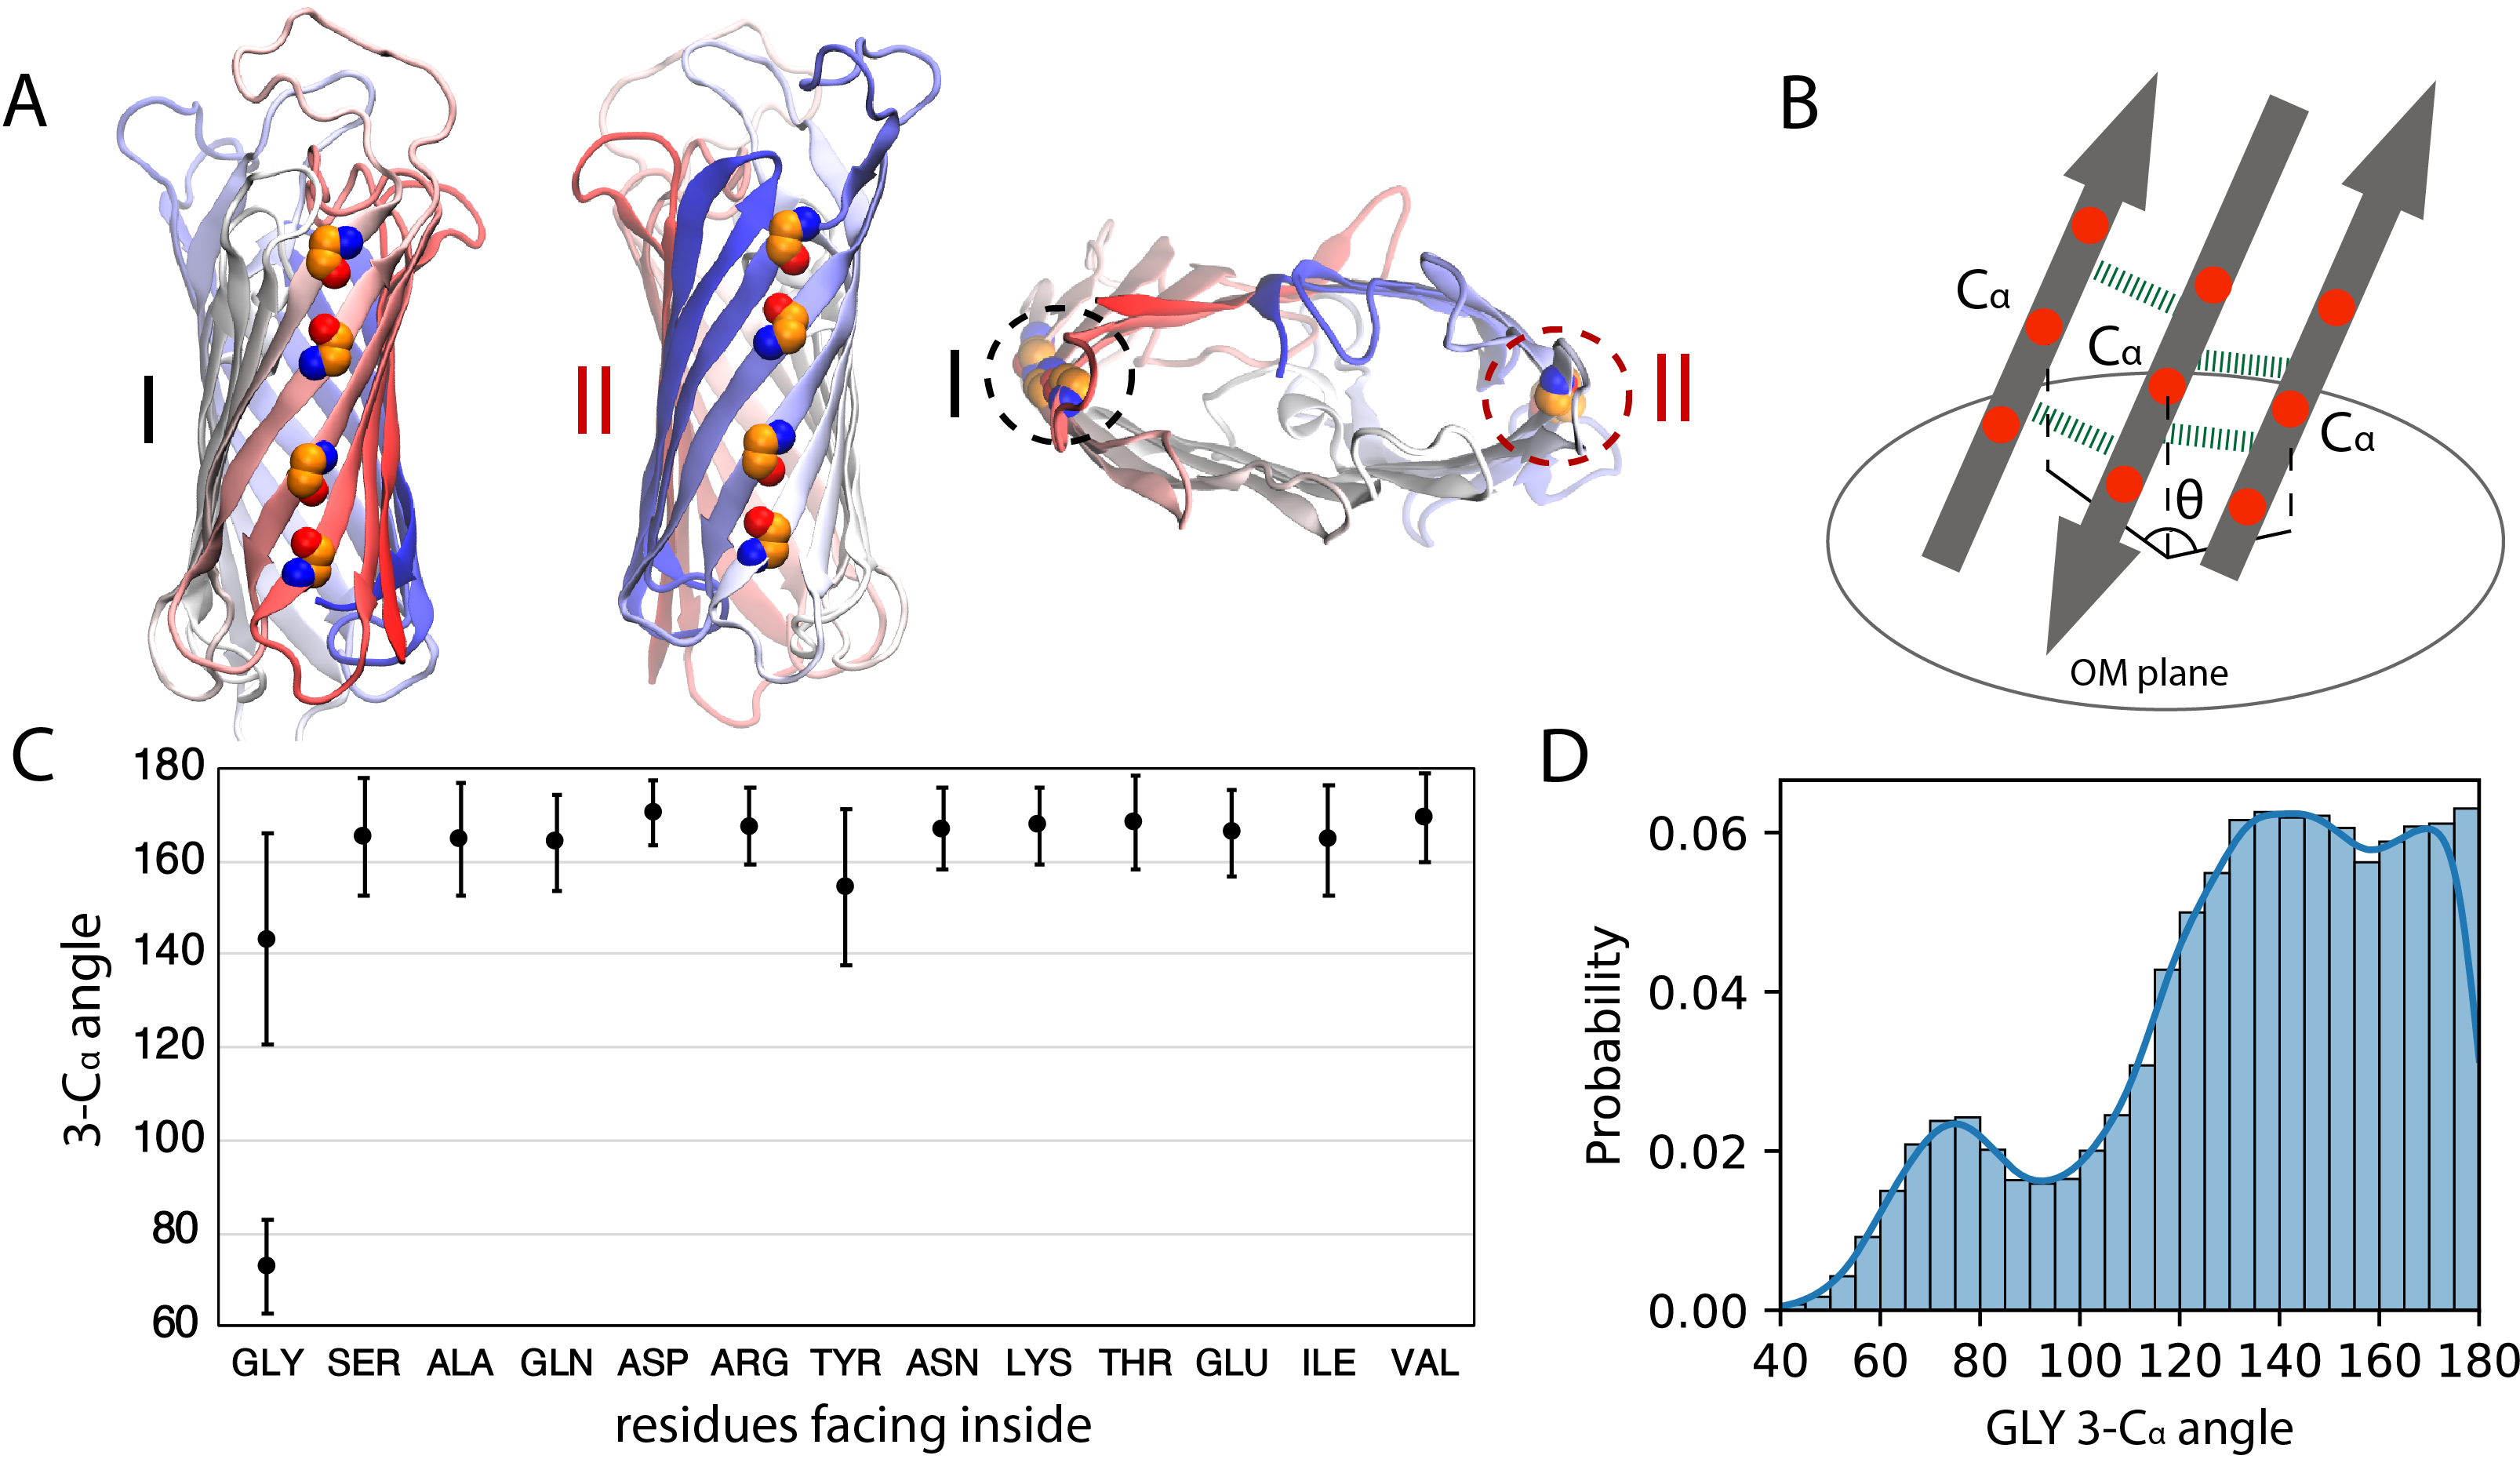 A
I
II
I
II
B
Cα
Cα
Cα
θ
OM plane
C
180
160
140
120
100
80
60
3-Cα angle
GLY SER ALA GLN ASP ARG TYR ASN LYS THR GLU ILE VAL
residues facing inside
D
0.06
0.04
0.02
0.00
Probability
40 60 80 100 120 140 160 180
GLY 3-Cα angle